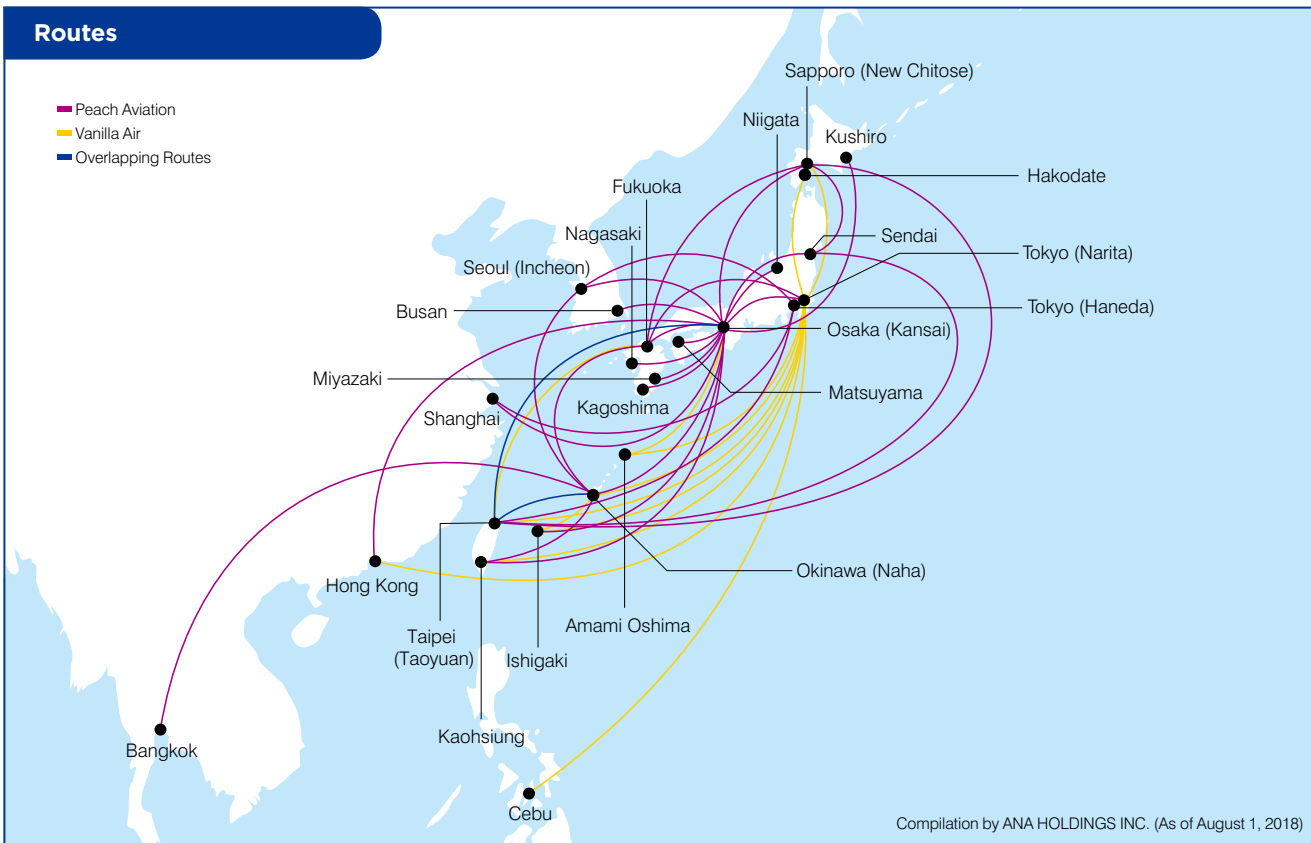 Routes
Peach Aviation
Vanilla Air
Overlapping Routes
Sapporo (New Chitose)
Niigata
Kushiro
Hakodate
Fukuoka
Nagasaki
Sendai
Seoul (Incheon)
Tokyo (Narita)
Busan
Tokyo (Haneda)
Osaka (Kansai)
Miyazaki
Matsuyama
Kagoshima
Shanghai
Okinawa (Naha)
Hong Kong
Amami Oshima
Taipei
(Taoyuan)
Ishigaki
Kaohsiung
Bangkok
Cebu
Compilation by ANA HOLDINGS INC. (As of August 1, 2018)